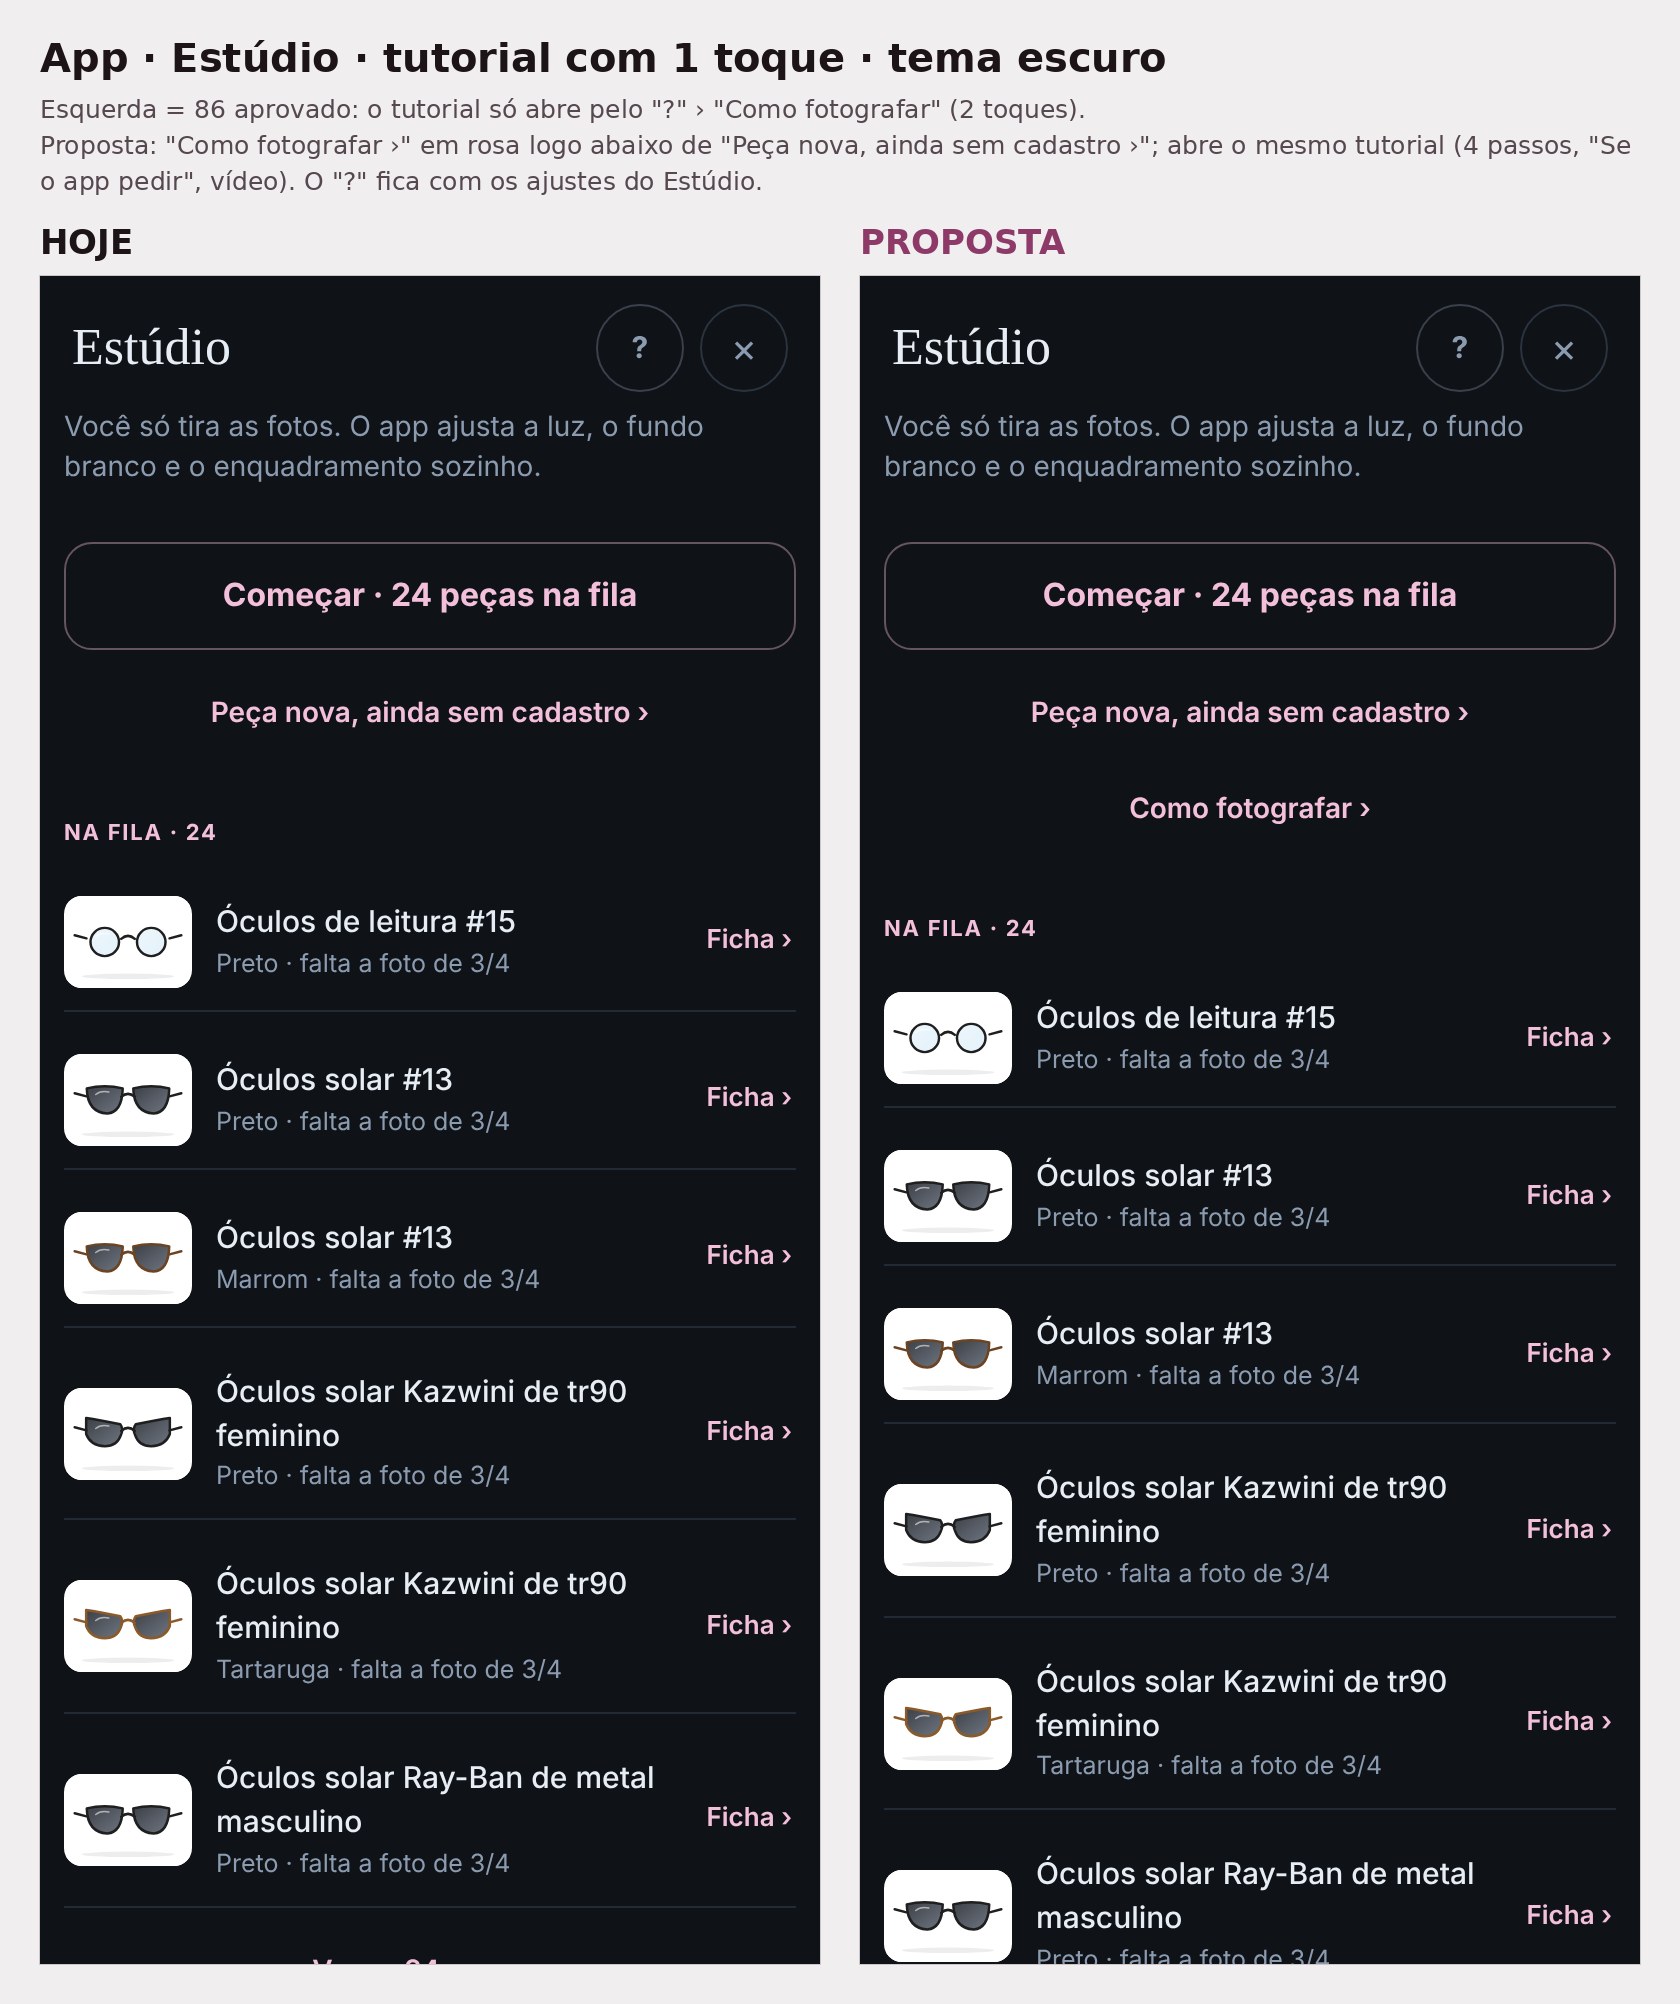 App · Estúdio · tutorial com 1 toque · tema escuro
Esquerda = 86 aprovado: o tutorial só abre pelo "?" › "Como fotografar" (2 toques).
Proposta: "Como fotografar ›" em rosa logo abaixo de "Peça nova, ainda sem cadastro ›"; abre o mesmo tutorial (4 passos, "Se
o app pedir", vídeo). O "?" fica com os ajustes do Estúdio.
HOJE
Estúdio
?
×
Você só tira as fotos. O app ajusta a luz, o fundo
branco e o enquadramento sozinho.
Começar · 24 peças na fila
Peça nova, ainda sem cadastro ›
NA FILA · 24
Óculos de leitura #15
Preto · falta a foto de 3/4
Ficha ›
Óculos solar #13
Preto · falta a foto de 3/4
Ficha ›
Óculos solar #13
Marrom · falta a foto de 3/4
Ficha ›
Óculos solar Kazwini de tr90
feminino
Preto · falta a foto de 3/4
Ficha ›
Óculos solar Kazwini de tr90
feminino
Tartaruga · falta a foto de 3/4
Ficha ›
Óculos solar Ray-Ban de metal
masculino
Preto · falta a foto de 3/4
Ficha ›
PROPOSTA
Estúdio
?
×
Você só tira as fotos. O app ajusta a luz, o fundo
branco e o enquadramento sozinho.
Começar · 24 peças na fila
Peça nova, ainda sem cadastro ›
Como fotografar ›
NA FILA · 24
Óculos de leitura #15
Preto · falta a foto de 3/4
Ficha ›
Óculos solar #13
Preto · falta a foto de 3/4
Ficha ›
Óculos solar #13
Marrom · falta a foto de 3/4
Ficha ›
Óculos solar Kazwini de tr90
feminino
Preto · falta a foto de 3/4
Ficha ›
Óculos solar Kazwini de tr90
feminino
Tartaruga · falta a foto de 3/4
Ficha ›
Óculos solar Ray-Ban de metal
masculino
Preto · falta a foto de 3/4
Ficha ›